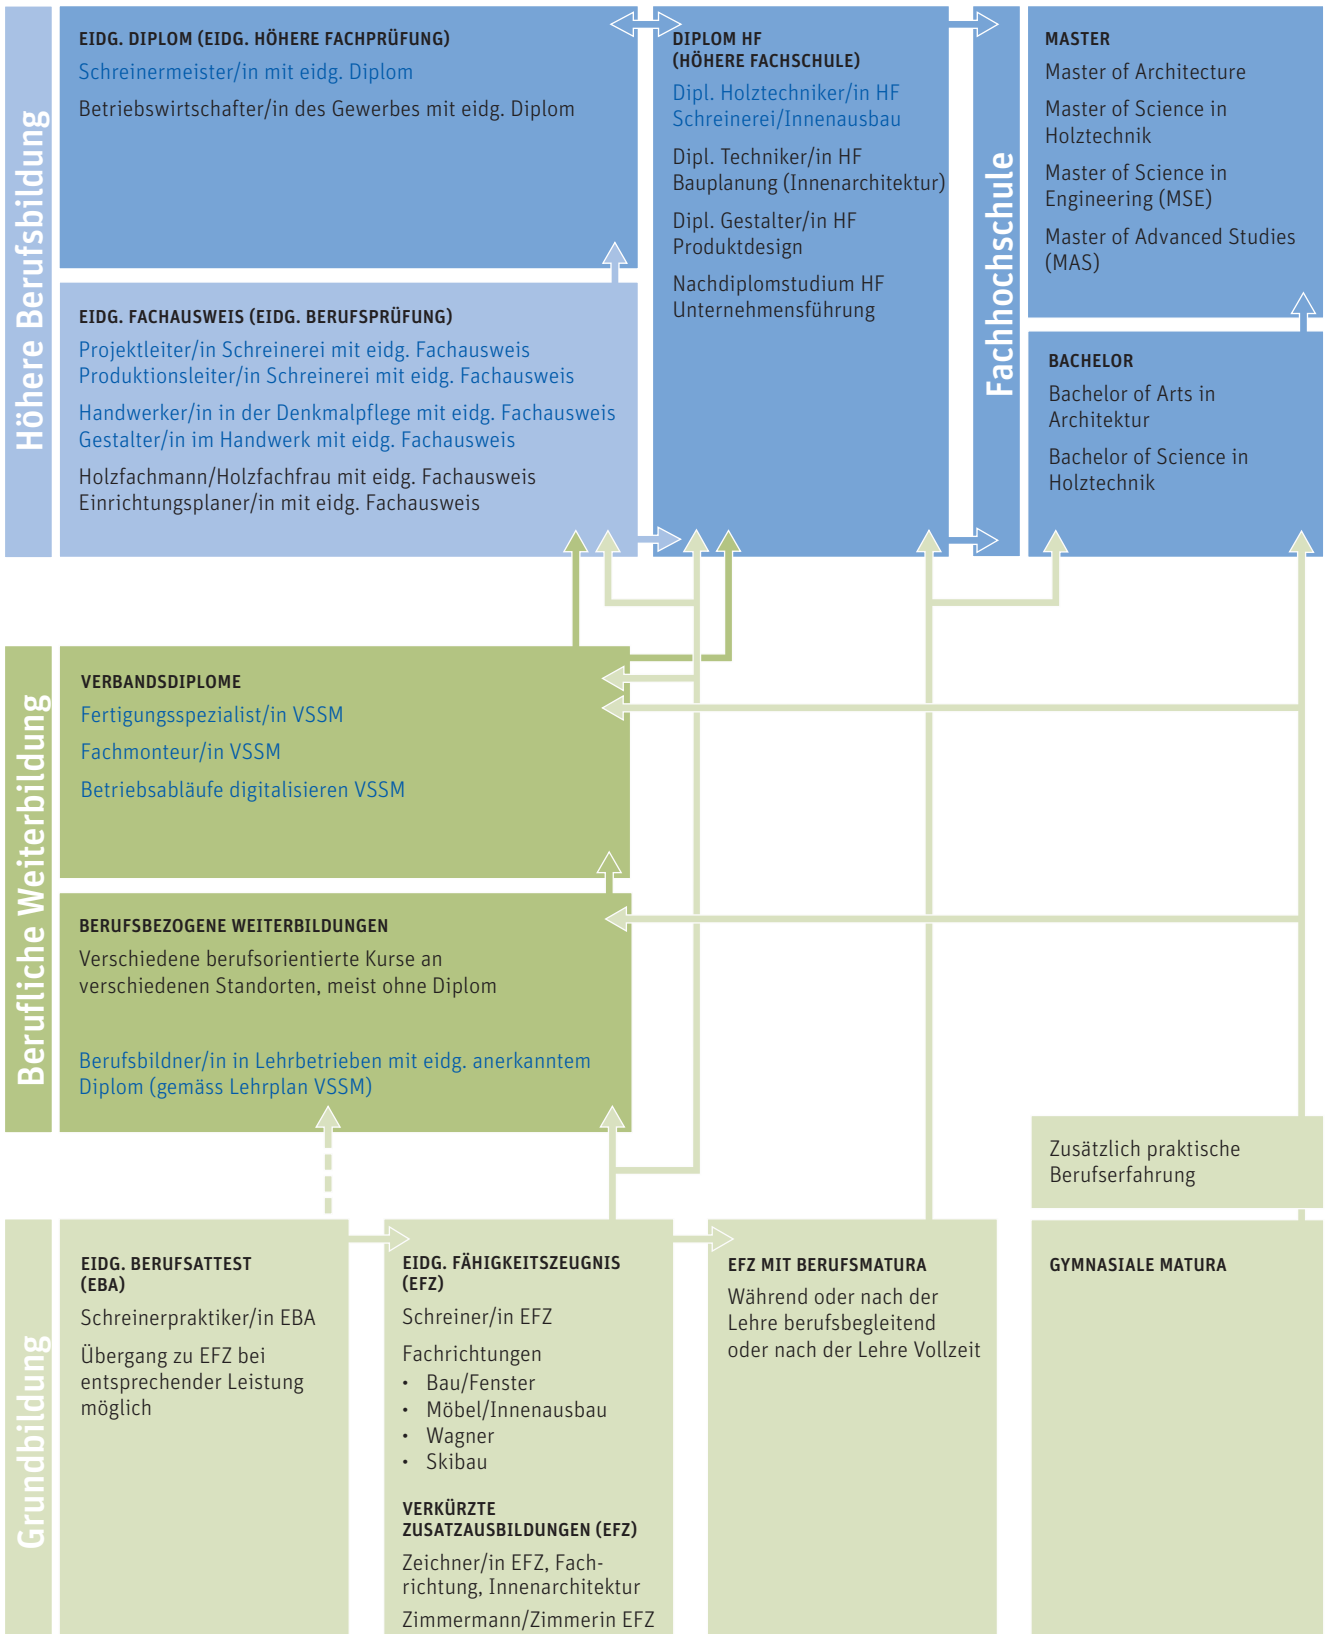 Höhere Berufsbildung
EIDG. DIPLOM (EIDG. HÖHERE FACHPRÜFUNG)
Schreinermeister/in mit eidg. Diplom
Betriebswirtschafter/in des Gewerbes mit eidg. Diplom
EIDG. FACHAUSWEIS (EIDG. BERUFSPRÜFUNG)
Projektleiter/in Schreinerei mit eidg. Fachausweis
Produktionsleiter/in Schreinerei mit eidg. Fachausweis
Handwerker/in in der Denkmalpflege mit eidg. Fachausweis
Gestalter/in im Handwerk mit eidg. Fachausweis
Holzfachmann/Holzfachfrau mit eidg. Fachausweis
Einrichtungsplaner/in mit eidg. Fachausweis
DIPLOM HF
(HÖHERE FACHSCHULE)
Dipl. Holztechniker/in HF
Schreinerei/Innenausbau
Dipl. Techniker/in HF
Bauplanung (Innenarchitektur)
Dipl. Gestalter/in HF
Produktdesign
Nachdiplomstudium HF
Unternehmensführung
Fachhochschule
MASTER
Master of Architecture
Master of Science in
Holztechnik
Master of Science in
Engineering (MSE)
Master of Advanced Studies
(MAS)
BACHELOR
Bachelor of Arts in
Architektur
Bachelor of Science in
Holztechnik
Berufliche Weiterbildung
VERBANDSDIPLOME
Fertigungsspezialist/in VSSM
Fachmonteur/in VSSM
Betriebsabläufe digitalisieren VSSM
BERUFSBEZOGENE WEITERBILDUNGEN
Verschiedene berufsorientierte Kurse an
verschiedenen Standorten, meist ohne Diplom
Berufsbildner/in in Lehrbetrieben mit eidg. anerkanntem
Diplom (gemäss Lehrplan VSSM)
Zusätzlich praktische
Berufserfahrung
Grundbildung
EIDG. BERUFSATTEST
(EBA)
Schreinerpraktiker/in EBA
Übergang zu EFZ bei
entsprechender Leistung
möglich
EIDG. FÄHIGKEITSZEUGNIS
(EFZ)
Schreiner/in EFZ
Fachrichtungen
• Bau/Fenster
• Möbel/Innenausbau
• Wagner
• Skibau
VERKÜRZTE
ZUSATZAUSBILDUNGEN (EFZ)
Zeichner/in EFZ, Fach-
richtung, Innenarchitektur
Zimmermann/Zimmerin EFZ
EFZ MIT BERUFSMATURA
Während oder nach der
Lehre berufsbegleitend
oder nach der Lehre Vollzeit
GYMNASIALE MATURA